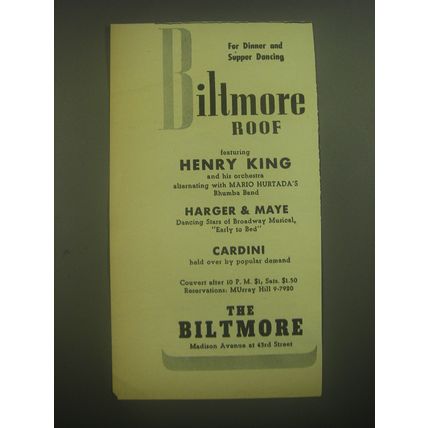 For Dinner and
Supper Dancing
Biltmore
ROOF
featuring
HENRY KING
and his orchestra
alternating with MARIO HURTADA'S
Rhumba Band
HARGER & MAYE
Dancing Stars of Broadway Musical,
"Early to Bed"
CARDINI
held over by popular demand
Couvert after 10 P. M. $1, Sats. $1.50
Reservations: MUrray Hill 9-7920
THE
BILTMORE
Madison Avenue at 43rd Street